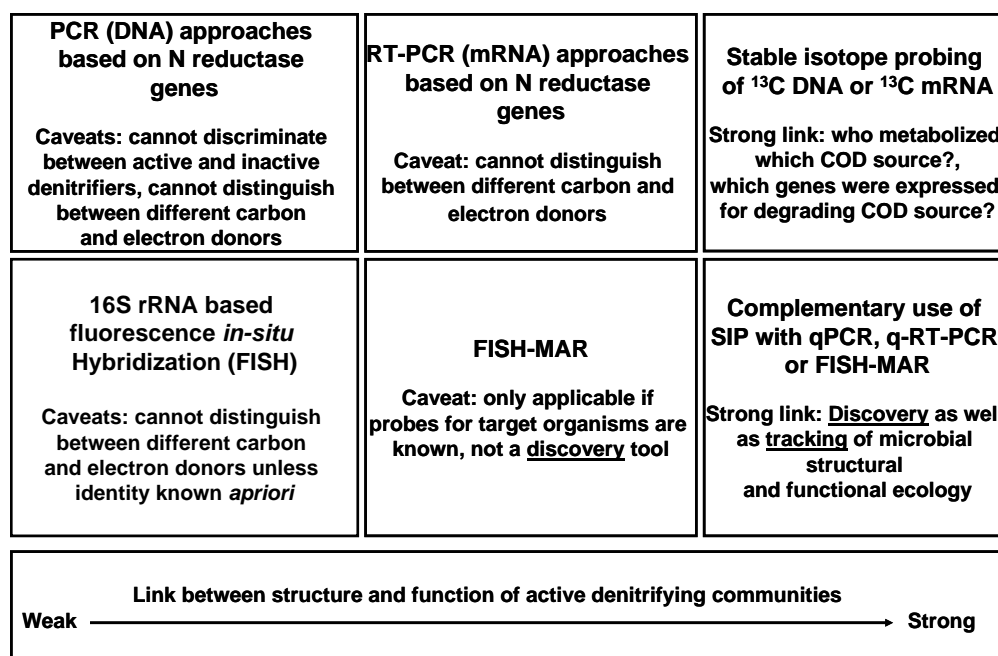 PCR (DNA) approaches
based on N reductase
genes
Caveats: cannot discriminate
between active and inactive
denitrifiers, cannot distinguish
between different carbon
and electron donors
RT-PCR (mRNA) approaches
based on N reductase
genes
Caveat: cannot distinguish
between different carbon and
electron donors
Stable isotope probing
of ¹³C DNA or ¹³C mRNA
Strong link: who metabolized
which COD source?,
which genes were expressed
for degrading COD source?
16S rRNA based
fluorescence in-situ
Hybridization (FISH)
Caveats: cannot distinguish
between different carbon
and electron donors unless
identity known apriori
FISH-MAR
Caveat: only applicable if
probes for target organisms are
known, not a discovery tool
Complementary use of
SIP with qPCR, q-RT-PCR
or FISH-MAR
Strong link: Discovery as well
as tracking of microbial
structural
and functional ecology
Link between structure and function of active denitrifying communities
Weak Strong